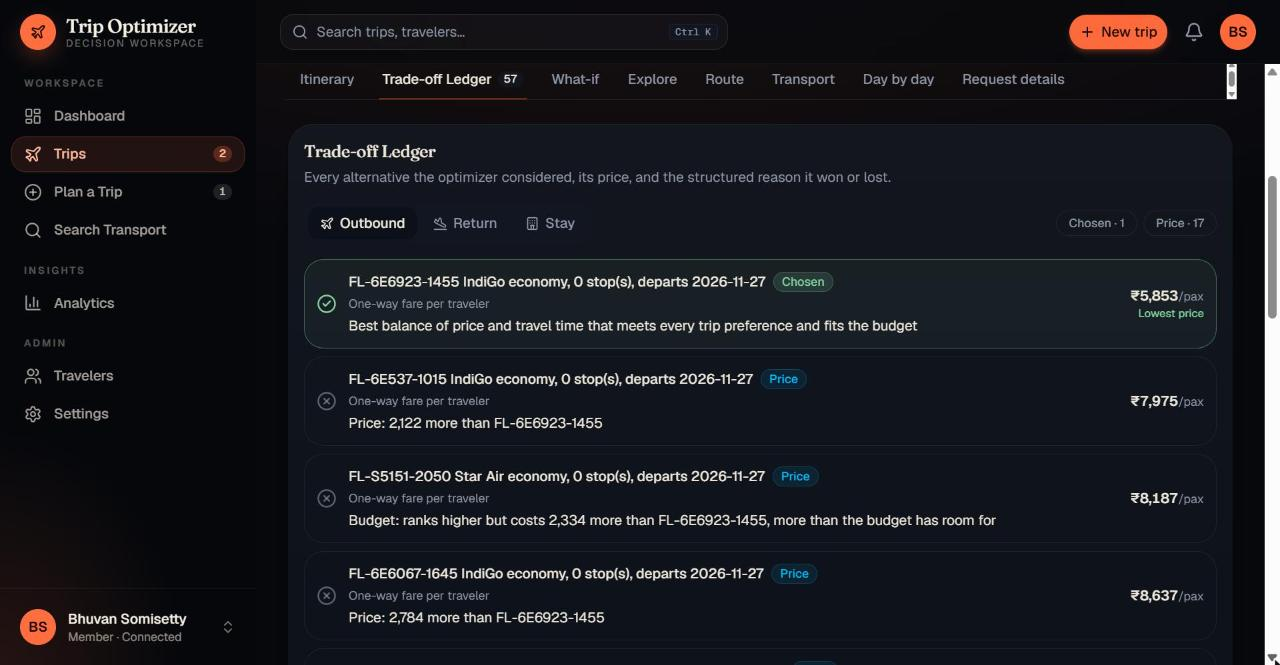 Trip Optimizer
DECISION WORKSPACE
Search trips, travelers...
Ctrl K
New trip
BS
WORKSPACE
Dashboard
Trips
2
Plan a Trip
1
Search Transport
INSIGHTS
Analytics
ADMIN
Travelers
Settings
BS
Bhuvan Somisetty
Member · Connected
Itinerary
Trade-off Ledger 57
What-if
Explore
Route
Transport
Day by day
Request details
Trade-off Ledger
Every alternative the optimizer considered, its price, and the structured reason it won or lost.
Outbound
Return
Stay
Chosen · 1
Price · 17
FL-6E6923-1455 IndiGo economy, 0 stop(s), departs 2026-11-27 Chosen
One-way fare per traveler
Best balance of price and travel time that meets every trip preference and fits the budget
₹5,853/pax
Lowest price
FL-6E537-1015 IndiGo economy, 0 stop(s), departs 2026-11-27 Price
One-way fare per traveler
Price: 2,122 more than FL-6E6923-1455
₹7,975/pax
FL-S5151-2050 Star Air economy, 0 stop(s), departs 2026-11-27 Price
One-way fare per traveler
Budget: ranks higher but costs 2,334 more than FL-6E6923-1455, more than the budget has room for
₹8,187/pax
FL-6E6067-1645 IndiGo economy, 0 stop(s), departs 2026-11-27 Price
One-way fare per traveler
Price: 2,784 more than FL-6E6923-1455
₹8,637/pax